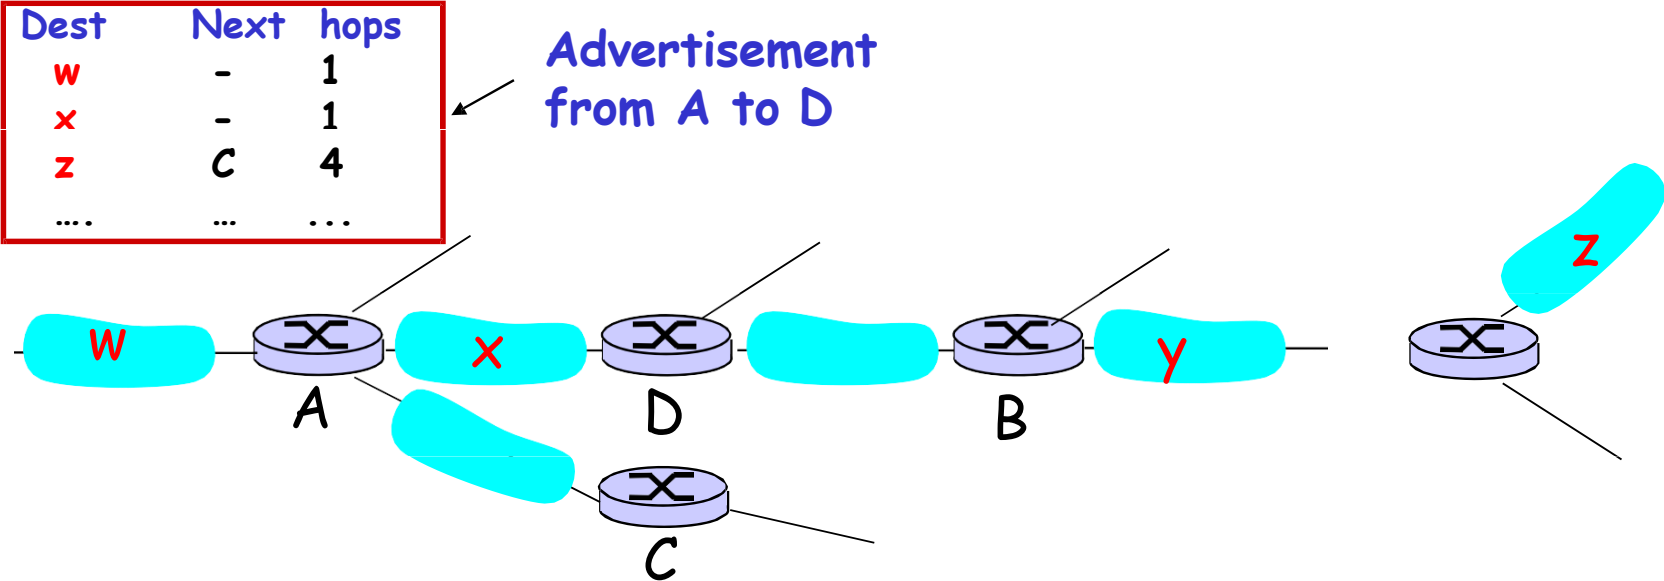 Dest Next hops
w - 1
x - 1
z C 4
…. … ...
Advertisement
from A to D
z
w
x
y
A
D
B
C